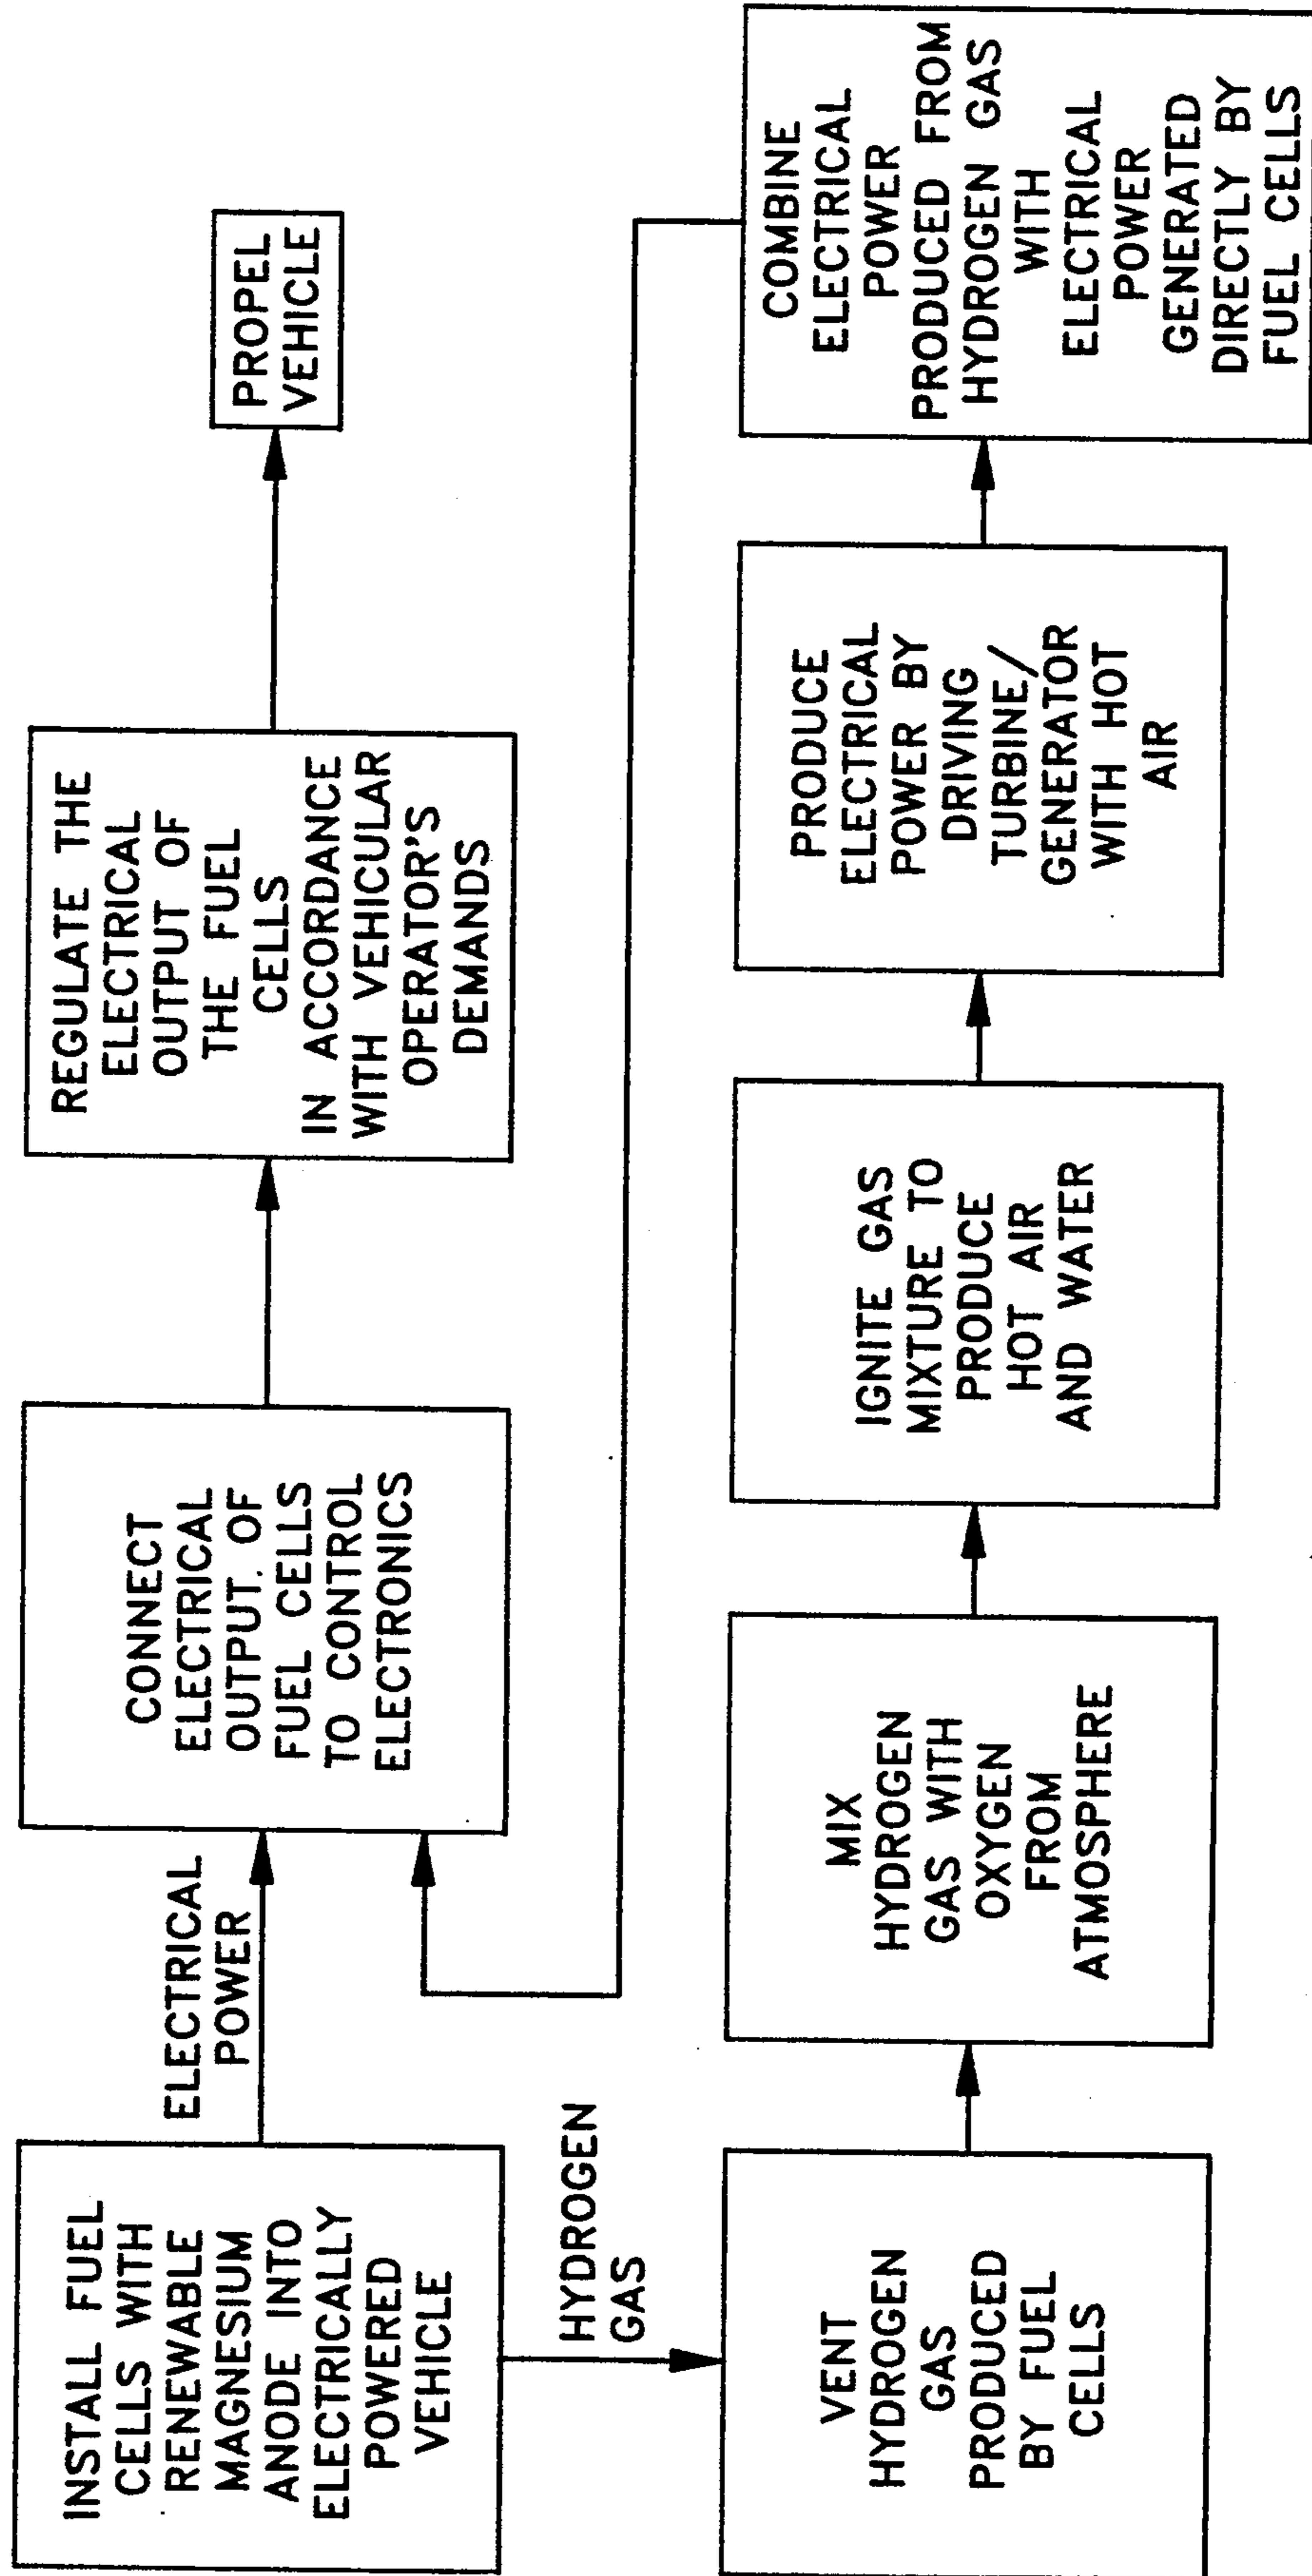 INSTALL FUEL
CELLS WITH
RENEWABLE
MAGNESIUM
ANODE INTO
ELECTRICALLY
POWERED
VEHICLE
ELECTRICAL
POWER
CONNECT
ELECTRICAL
OUTPUT. OF
FUEL CELLS
TO CONTROL
ELECTRONICS
REGULATE THE
ELECTRICAL
OUTPUT OF
THE FUEL
CELLS
IN ACCORDANCE
WITH VEHICULAR
OPERATOR'S
DEMANDS
PROPEL
VEHICLE
HYDROGEN
GAS
VENT
HYDROGEN
GAS
PRODUCED
BY FUEL
CELLS
MIX
HYDROGEN
GAS WITH
OXYGEN
FROM
ATMOSPHERE
IGNITE GAS
MIXTURE TO
PRODUCE
HOT AIR
AND WATER
PRODUCE
ELECTRICAL
POWER BY
DRIVING
TURBINE/
GENERATOR
WITH HOT
AIR
COMBINE
ELECTRICAL
POWER
PRODUCED FROM
HYDROGEN GAS
WITH
ELECTRICAL
POWER
GENERATED
DIRECTLY BY
FUEL CELLS